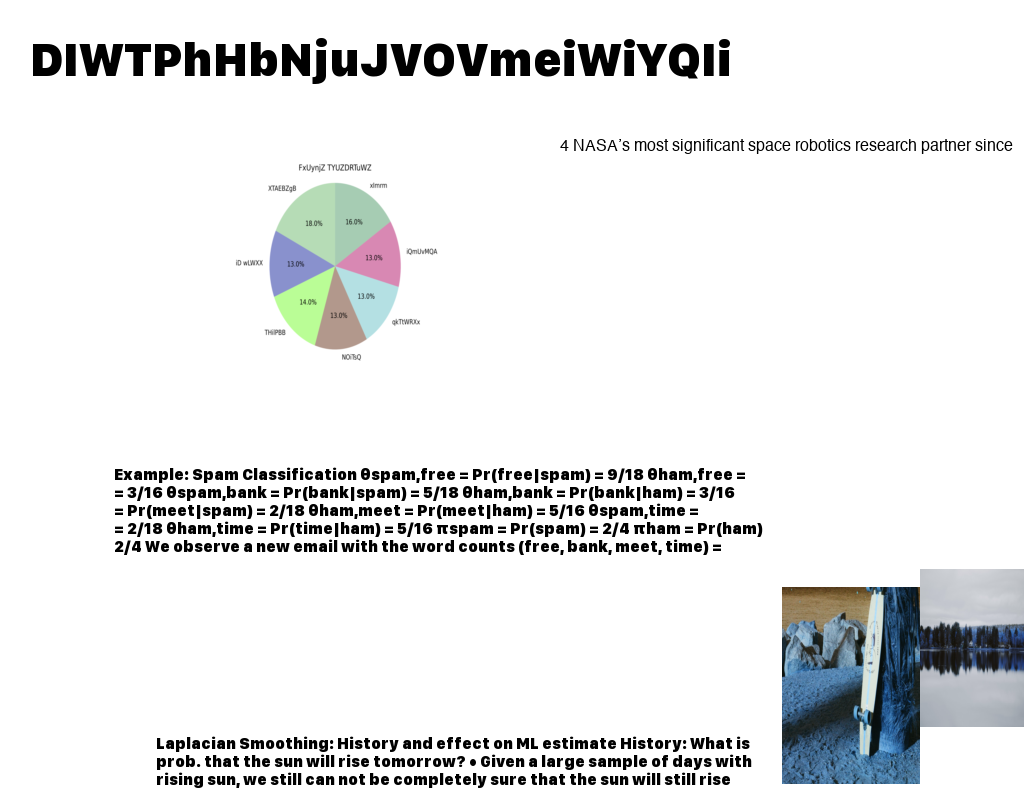 DIWTPhHbNjuJVOVmeiWiYQIi
4 NASA's most significant space robotics research partner since
FxUynjZ TYUZDRTuWZ
XTAEBZgB
xlmrm
18.0%
16.0%
iQmUvMQA
13.0%
iD wLWXX
13.0%
13.0%
14.0%
13.0%
qkTtWRXx
THilPBB
NOiTsQ
Example: Spam Classification θspam,free = Pr(free|spam) = 9/18 θham,free =
= 3/16 θspam,bank = Pr(bank|spam) = 5/18 θham,bank = Pr(bank|ham) = 3/16
= Pr(meet|spam) = 2/18 θham,meet = Pr(meet|ham) = 5/16 θspam,time =
= 2/18 θham,time = Pr(time|ham) = 5/16 πspam = Pr(spam) = 2/4 πham = Pr(ham)
2/4 We observe a new email with the word counts (free, bank, meet, time) =
Laplacian Smoothing: History and effect on ML estimate History: What is
prob. that the sun will rise tomorrow? • Given a large sample of days with
rising sun, we still can not be completely sure that the sun will still rise